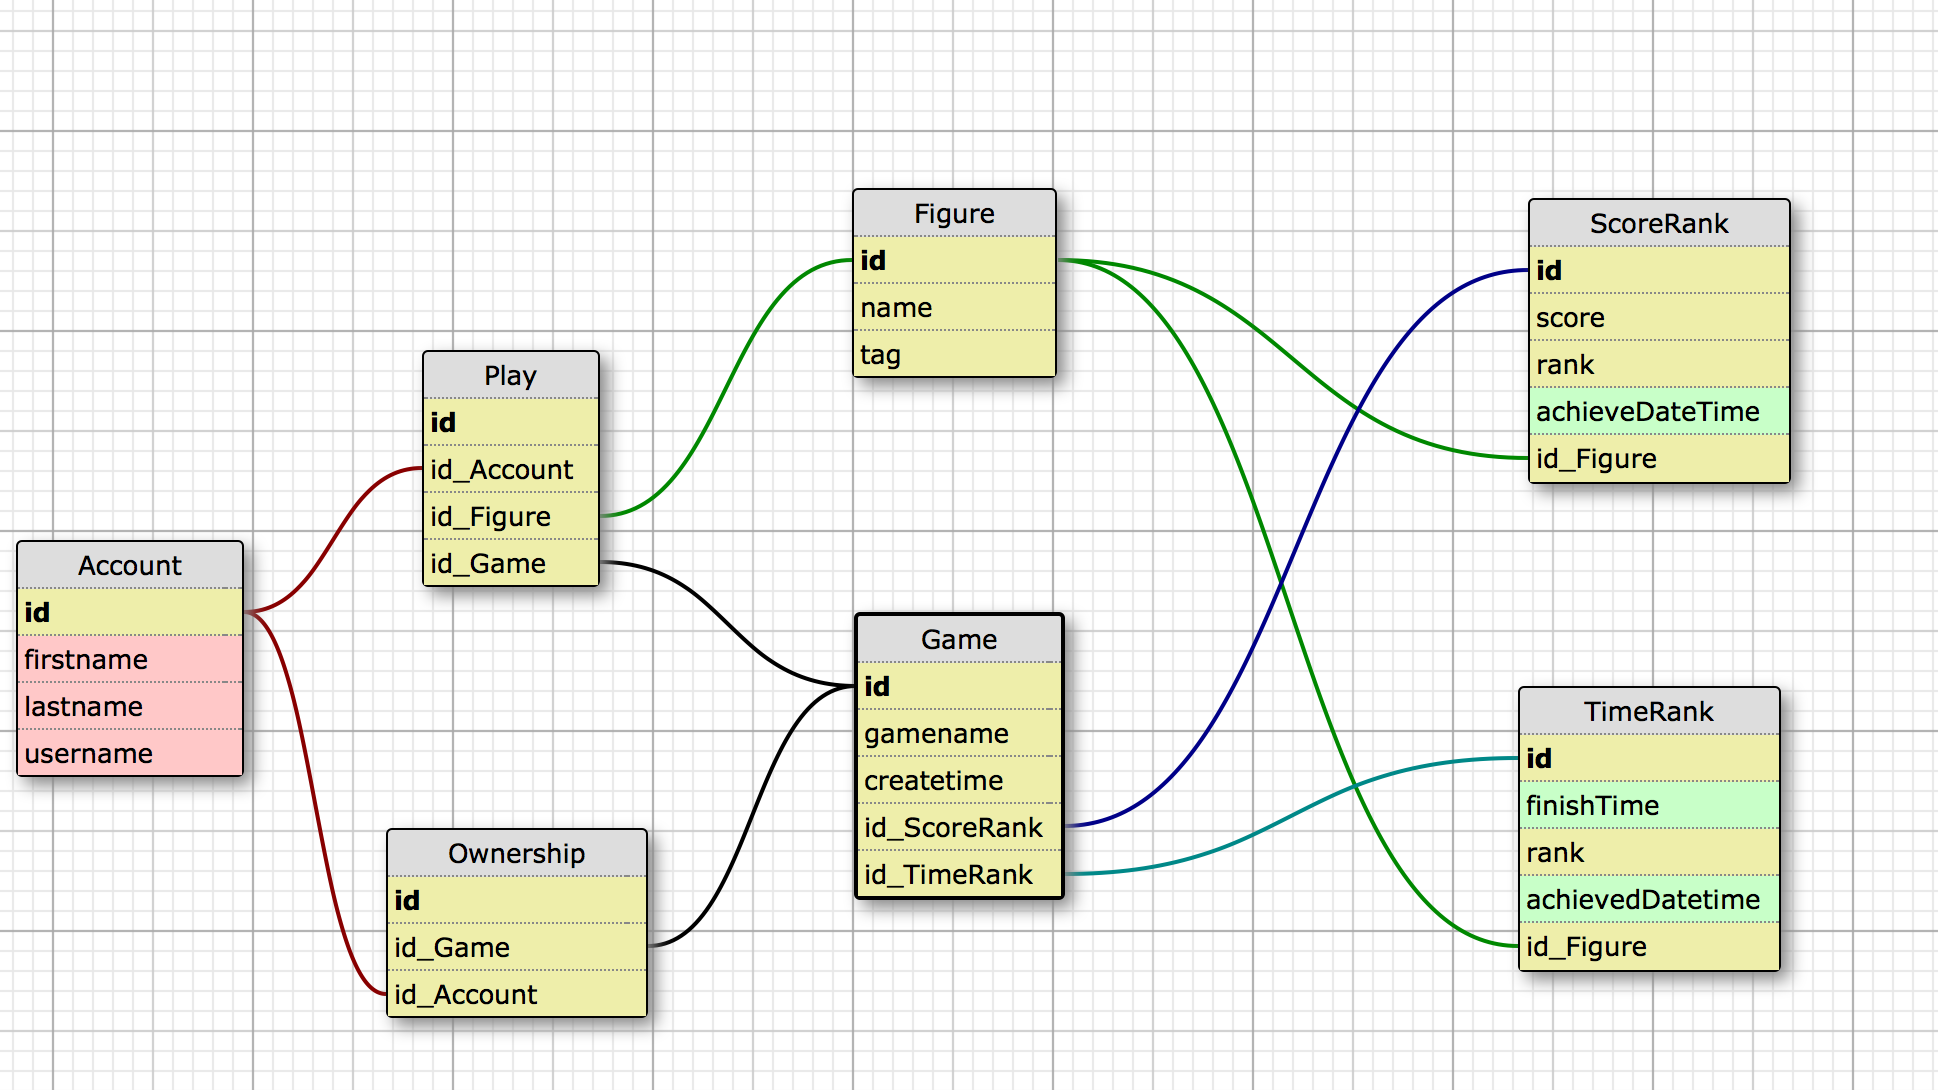 Account
id
firstname
lastname
username
Play
id
id_Account
id_Figure
id_Game
Ownership
id
id_Game
id_Account
Figure
id
name
tag
Game
id
gamename
createtime
id_ScoreRank
id_TimeRank
ScoreRank
id
score
rank
achieveDateTime
id_Figure
TimeRank
id
finishTime
rank
achievedDatetime
id_Figure